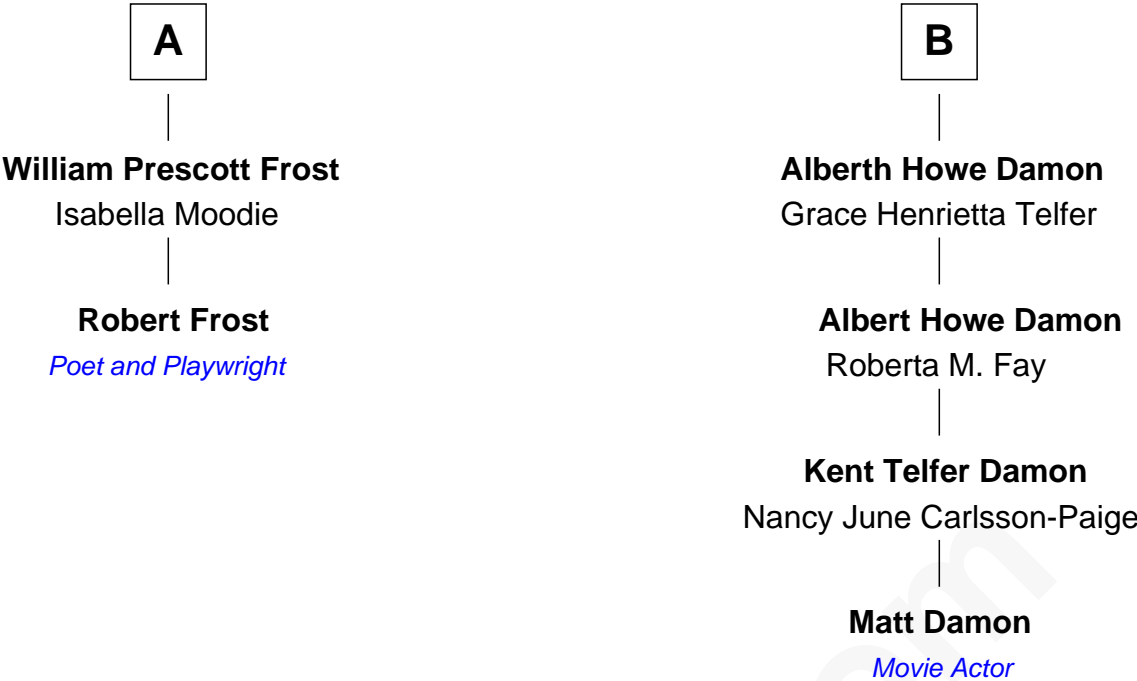 A
William Prescott Frost
Isabella Moodie
Robert Frost
Poet and Playwright
B
Alberth Howe Damon
Grace Henrietta Telfer
Albert Howe Damon
Roberta M. Fay
Kent Telfer Damon
Nancy June Carlsson-Paige
Matt Damon
Movie Actor
om